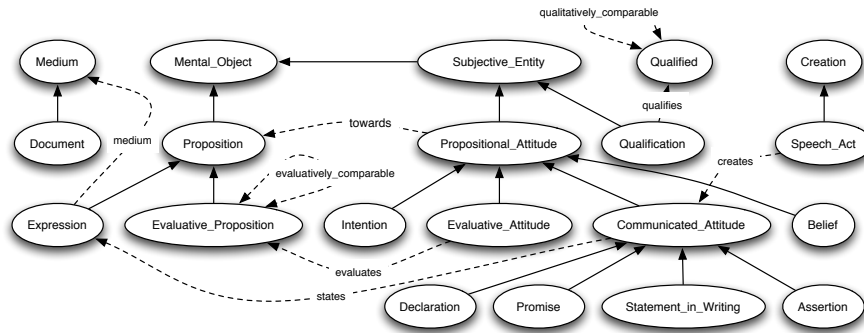 qualitatively_comparable
Medium
Mental_Object
Subjective_Entity
Qualified
Creation
qualifies
towards
Document
medium
Proposition
Propositional_Attitude
Qualification
Speech_Act
creates
evaluatively_comparable
Expression
Evaluative_Proposition
Intention
Evaluative_Attitude
Communicated_Attitude
Belief
evaluates
states
Declaration
Promise
Statement_in_Writing
Assertion